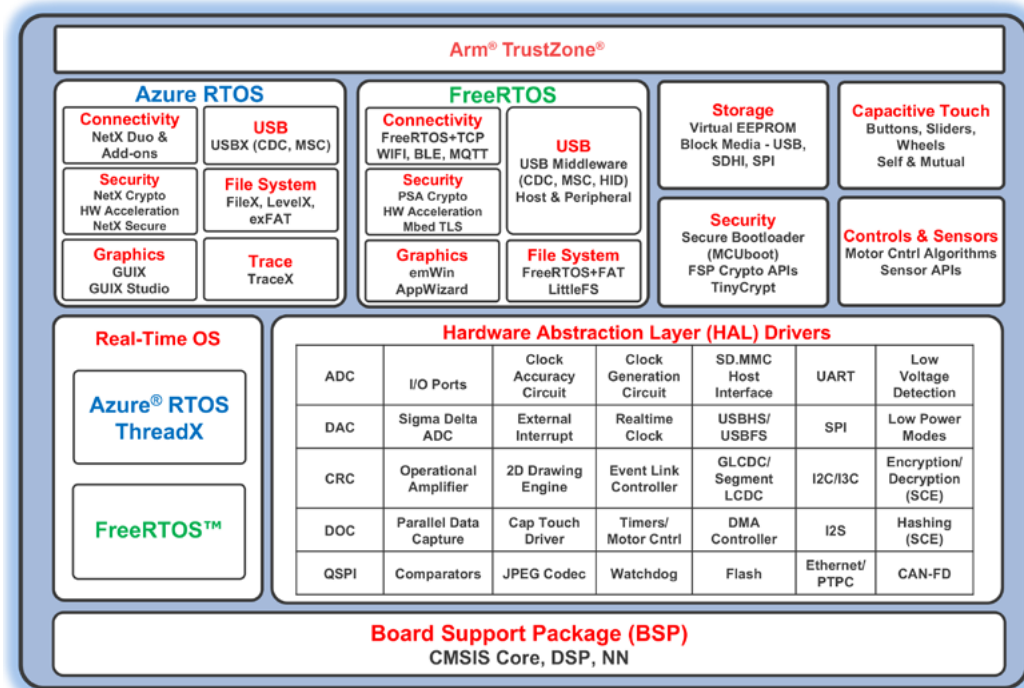 Arm® TrustZone®
Azure RTOS
Connectivity
NetX Duo &
Add-ons
USB
USBX (CDC, MSC)
Security
NetX Crypto
HW Acceleration
NetX Secure
File System
FileX, LevelX,
exFAT
Graphics
GUIX
GUIX Studio
Trace
TraceX
FreeRTOS
Connectivity
FreeRTOS+TCP
WIFI, BLE, MQTT
USB
USB Middleware
(CDC, MSC, HID)
Host & Peripheral
Security
PSA Crypto
HW Acceleration
Mbed TLS
Graphics
emWin
AppWizard
File System
FreeRTOS+FAT
LittleFS
Storage
Virtual EEPROM
Block Media - USB,
SDHI, SPI
Capacitive Touch
Buttons, Sliders,
Wheels
Self & Mutual
Security
Secure Bootloader
(MCUboot)
FSP Crypto APIs
TinyCrypt
Controls & Sensors
Motor Cntrl Algorithms
Sensor APIs
Real-Time OS
Azure® RTOS
ThreadX
FreeRTOS™
Hardware Abstraction Layer (HAL) Drivers
ADC
I/O Ports
Clock
Accuracy
Circuit
Clock
Generation
Circuit
SD.MMC
Host
Interface
UART
Low
Voltage
Detection
DAC
Sigma Delta
ADC
External
Interrupt
Realtime
Clock
USBHS/
USBFS
SPI
Low Power
Modes
CRC
Operational
Amplifier
2D Drawing
Engine
Event Link
Controller
GLCDC/
Segment
LCDC
I2C/I3C
Encryption/
Decryption
(SCE)
DOC
Parallel Data
Capture
Cap Touch
Driver
Timers/
Motor Cntrl
DMA
Controller
I2S
Hashing
(SCE)
QSPI
Comparators
JPEG Codec
Watchdog
Flash
Ethernet/
PTPC
CAN-FD
Board Support Package (BSP)
CMSIS Core, DSP, NN